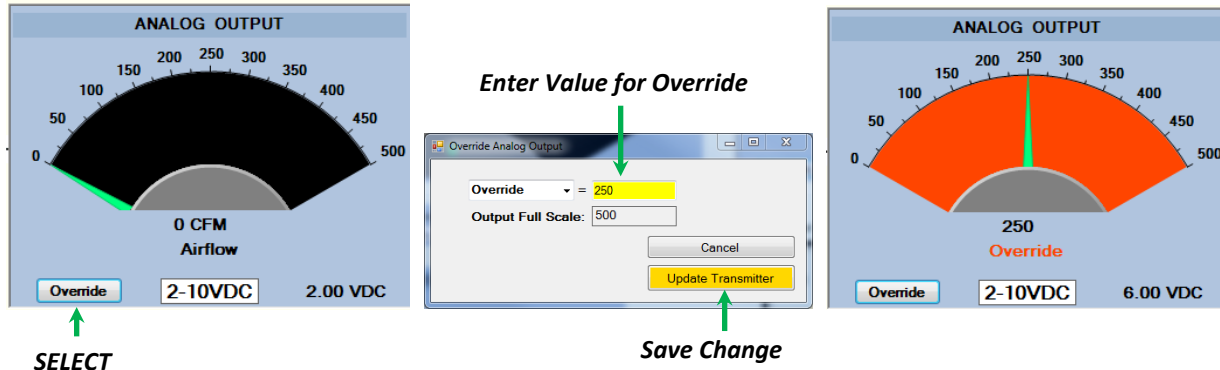 ANALOG OUTPUT
0
50
100
150
200
250
300
350
400
450
500
0 CFM
Airflow
Override
2-10VDC
2.00 VDC
SELECT
Enter Value for Override
Override Analog Output
Override = 250
Output Full Scale: 500
Cancel
Update Transmitter
Save Change
ANALOG OUTPUT
0
50
100
150
200
250
300
350
400
450
500
250
Override
Override
2-10VDC
6.00 VDC